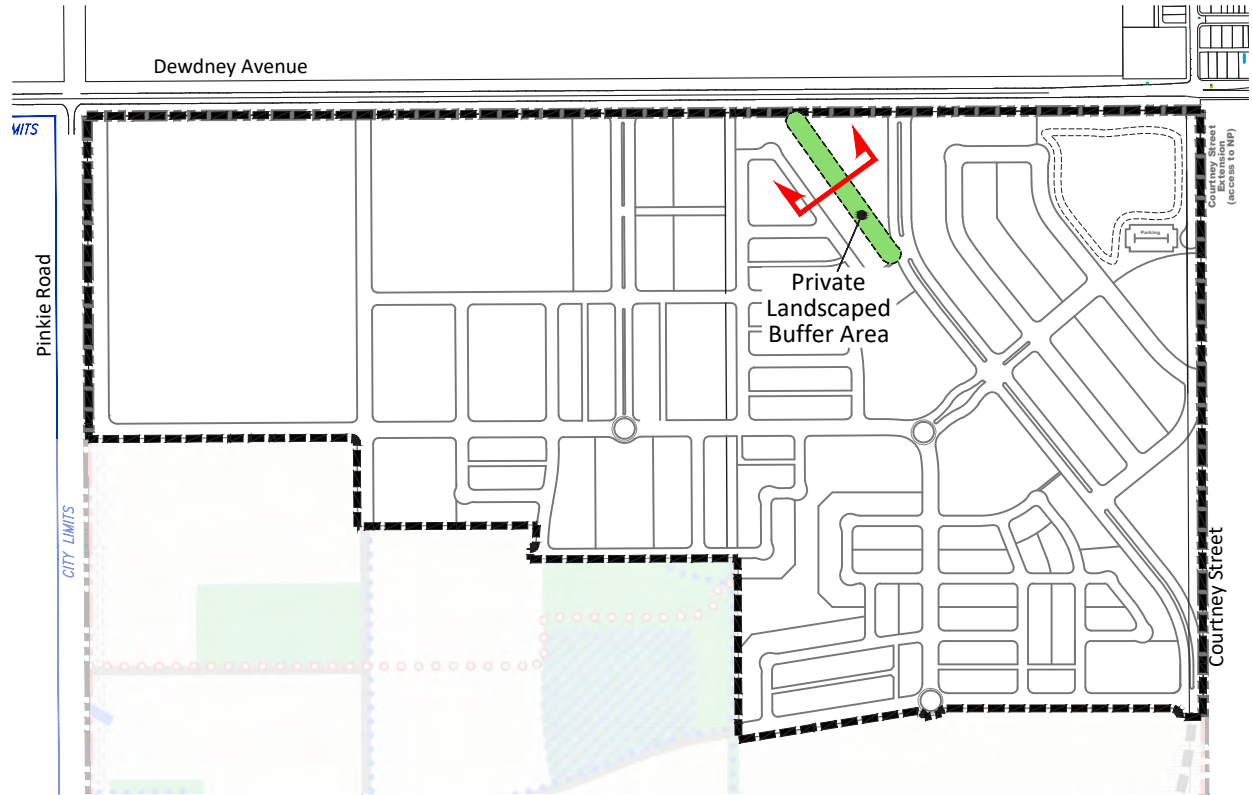 Dewdney Avenue
MITS
Courtney Street
Extension
(access to NP)
Parking
Private
Landscaped
Buffer Area
Pinkie Road
CITY LIMITS
Courtney Street